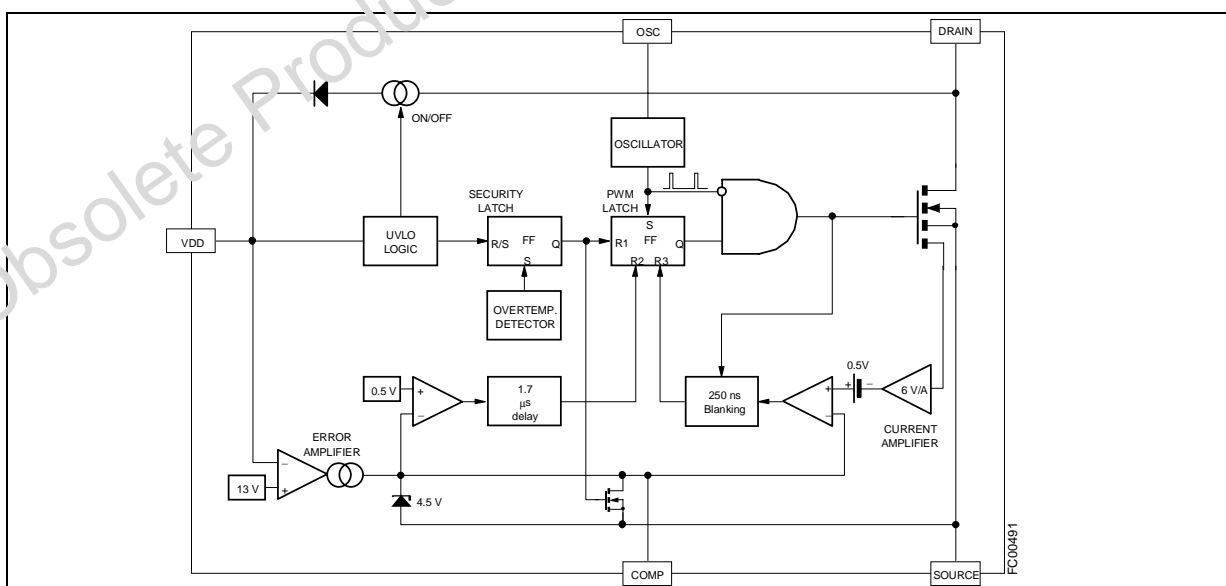 Obsolete Produc
OSC
DRAIN
ON/OFF
OSCILLATOR
SECURITY
LATCH
PWM
LATCH
VDD
UVLO
LOGIC
R/S
FF
Q
S
S
R1
FF
Q
R2
R3
OVERTEMP.
DETECTOR
0.5 V
+
−
1.7
μs
delay
250 ns
Blanking
+
−
0.5V
+
−
6 V/A
CURRENT
AMPLIFIER
ERROR
AMPLIFIER
−
+
13 V
4.5 V
COMP
SOURCE
FC00491